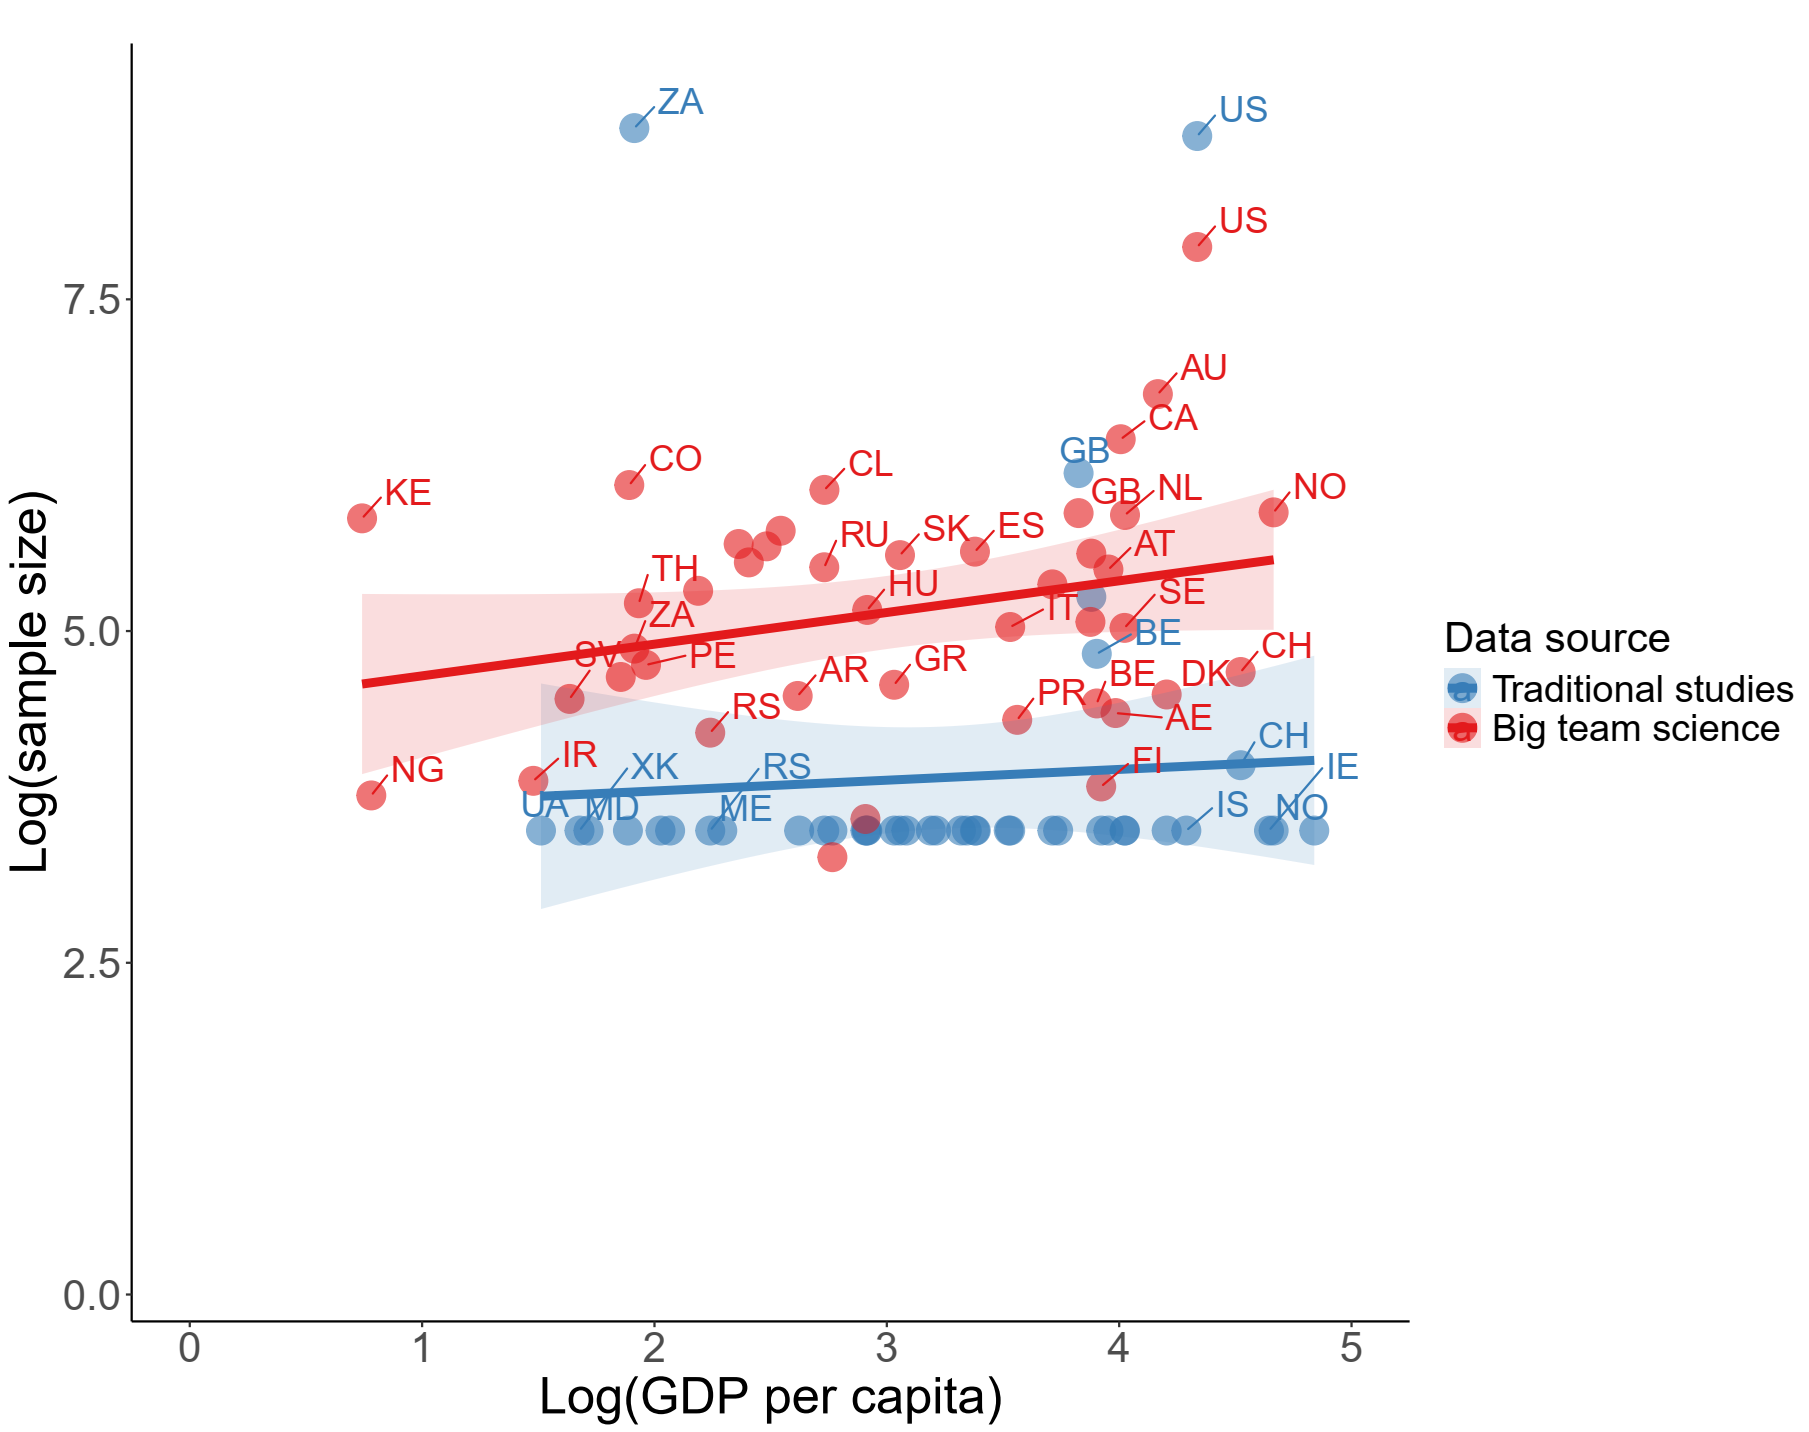 ZA
US
US
7.5
AU
CA
GB
CO
CL
KE
GB
NL
NO
RU
SK
ES
AT
TH
HU
SE
ZA
IT
5.0
BE
SV
PE
AR
GR
CH
BE
DK
PR
AE
RS
CH
IR
XK
RS
FI
IE
NG
UA
MD
ME
IS
NO
2.5
0.0
0
1
2
3
4
5
Log(GDP per capita)
Log(sample size)
Data source
a Traditional studies
a Big team science